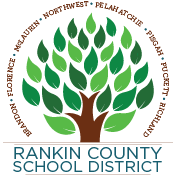 BRANDON • FLORENCE • McLAURIN • NORTHWEST • PELAHATCHIE • PISGAH • PUCKETT • RICHLAND
RANKIN COUNTY
SCHOOL DISTRICT